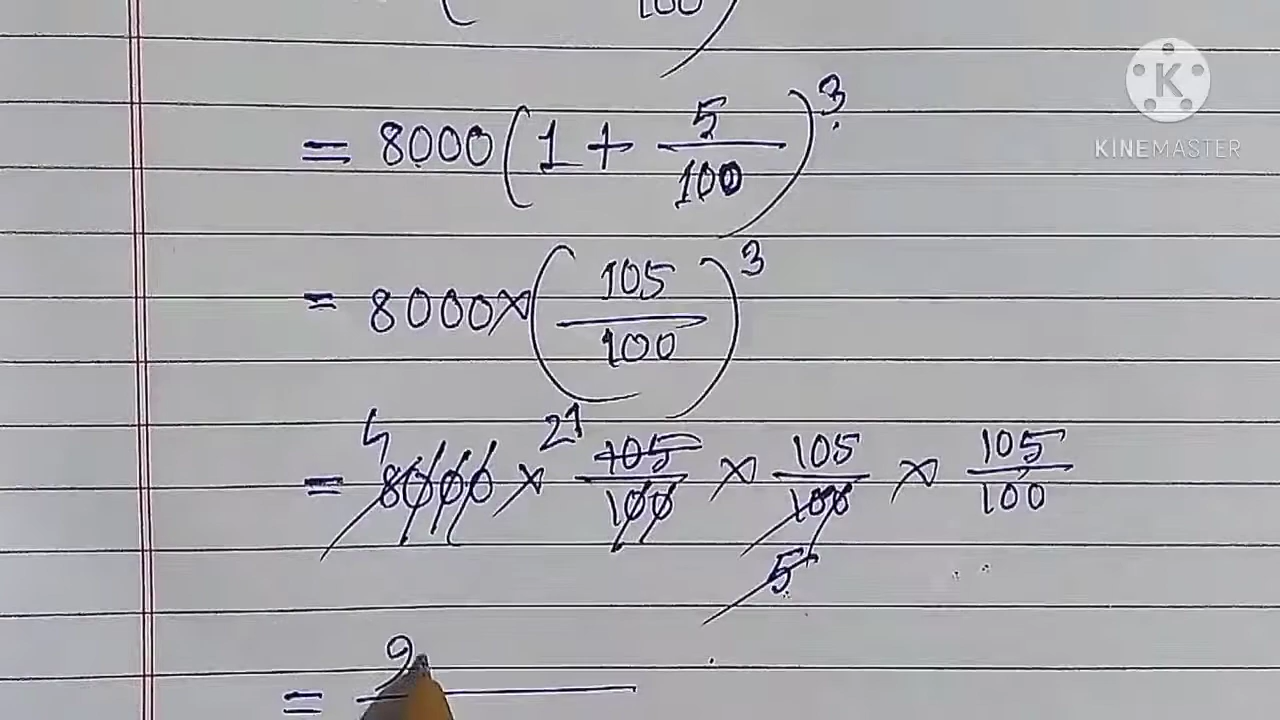 ( 100 )
K
KINEMASTER
= 8000 ( 1 + 5/100 )³
= 8000 × ( 105/100 )³
4
21
= 8000 × 105/100 × 105/100 × 105/100
5
=